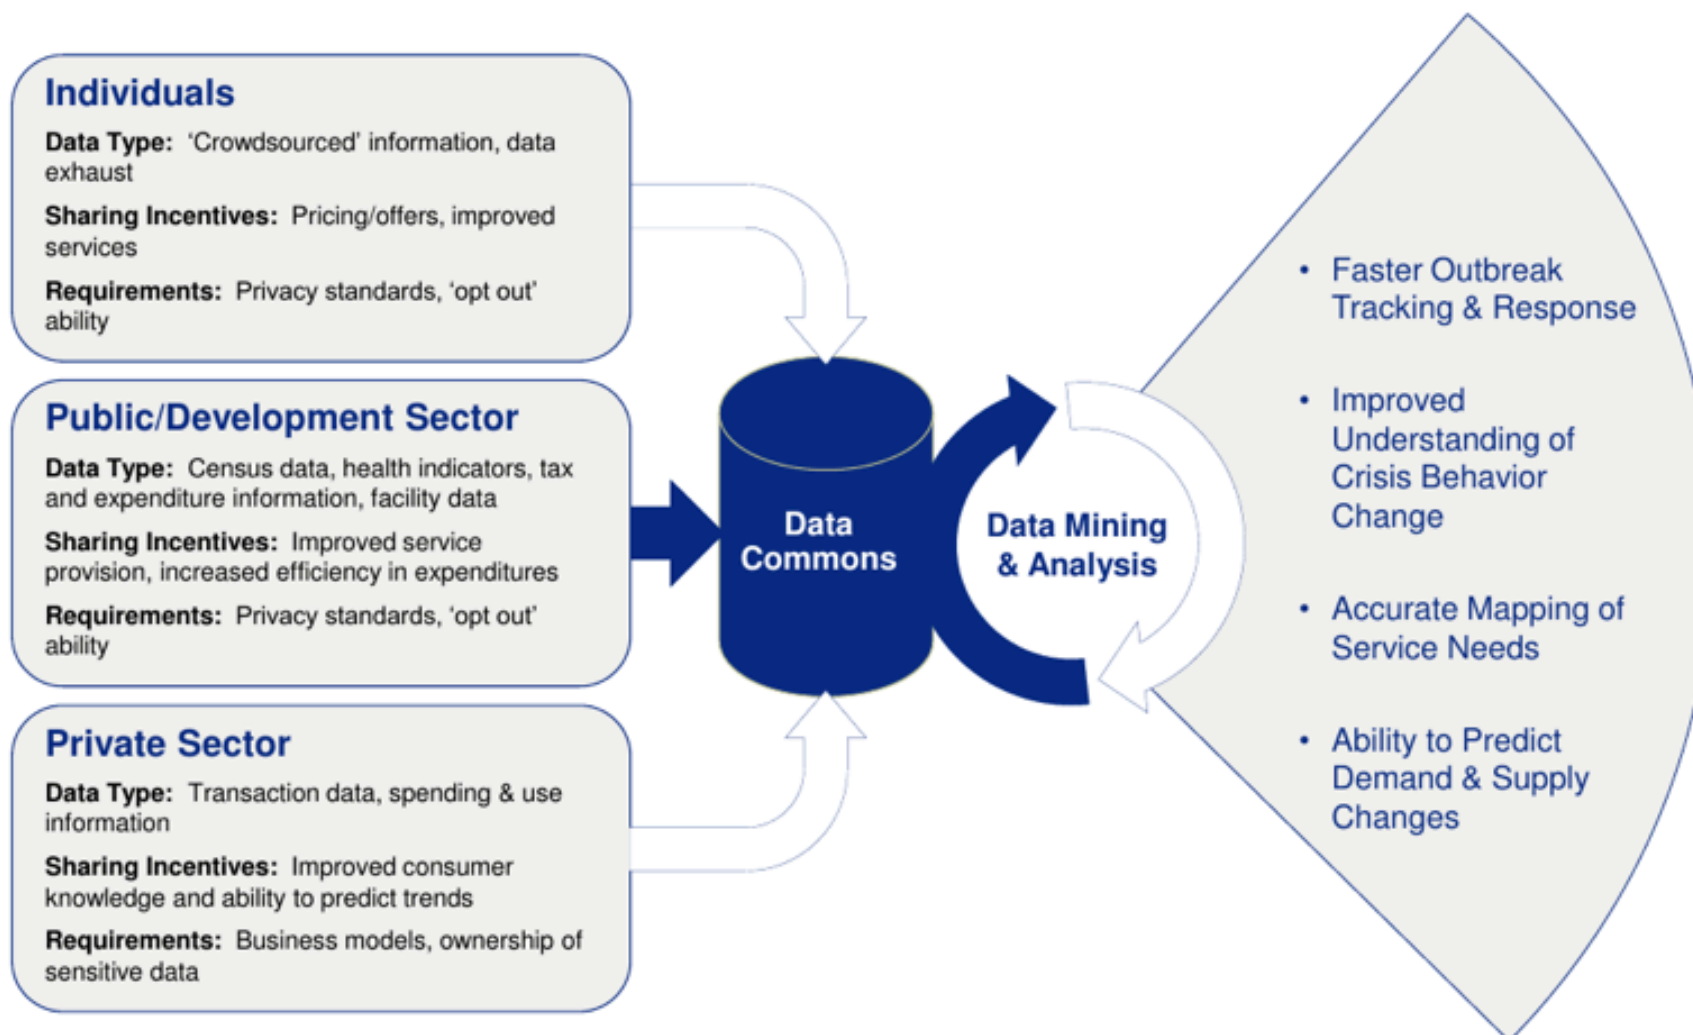 Individuals
Data Type: ‘Crowdsourced’ information, data
exhaust
Sharing Incentives: Pricing/offers, improved
services
Requirements: Privacy standards, ‘opt out’
ability
Public/Development Sector
Data Type: Census data, health indicators, tax
and expenditure information, facility data
Sharing Incentives: Improved service
provision, increased efficiency in expenditures
Requirements: Privacy standards, ‘opt out’
ability
Private Sector
Data Type: Transaction data, spending & use
information
Sharing Incentives: Improved consumer
knowledge and ability to predict trends
Requirements: Business models, ownership of
sensitive data
Data
Commons
Data Mining
& Analysis
• Faster Outbreak
Tracking & Response
• Improved
Understanding of
Crisis Behavior
Change
• Accurate Mapping of
Service Needs
• Ability to Predict
Demand & Supply
Changes